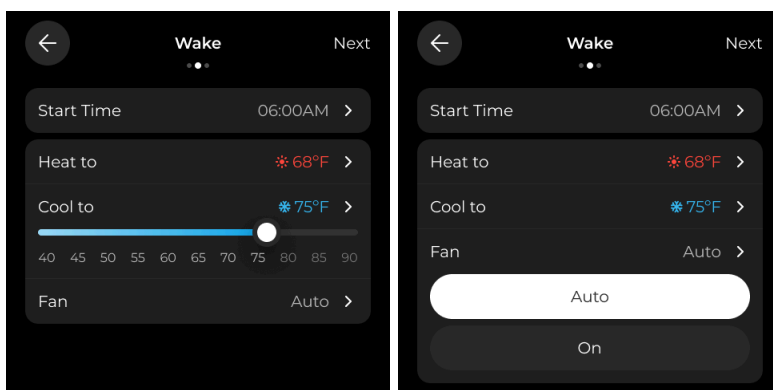 Wake
Next
Start Time 06:00AM
Heat to 68°F
Cool to 75°F
40 45 50 55 60 65 70 75 80 85 90
Fan Auto
Wake
Next
Start Time 06:00AM
Heat to 68°F
Cool to 75°F
Fan Auto
Auto
On